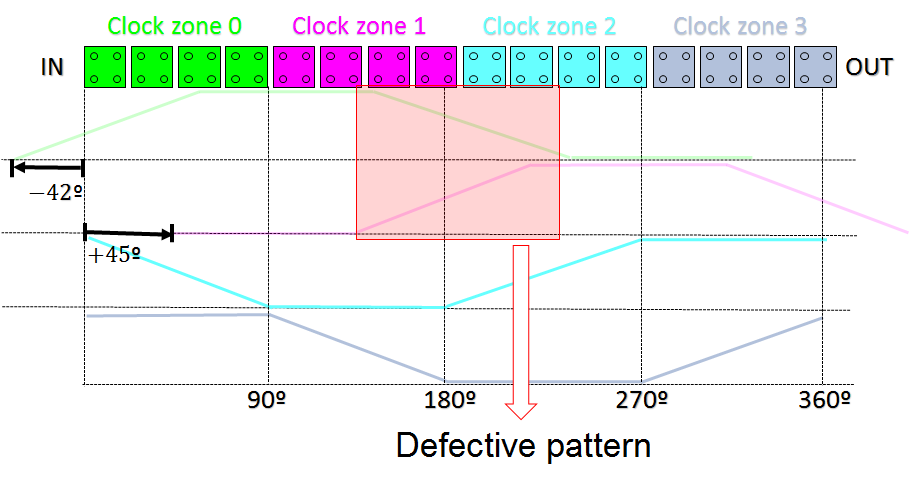 Clock zone 0 Clock zone 1 Clock zone 2 Clock zone 3
IN OUT
−42º
+45º
90º 180º 270º 360º
Defective pattern